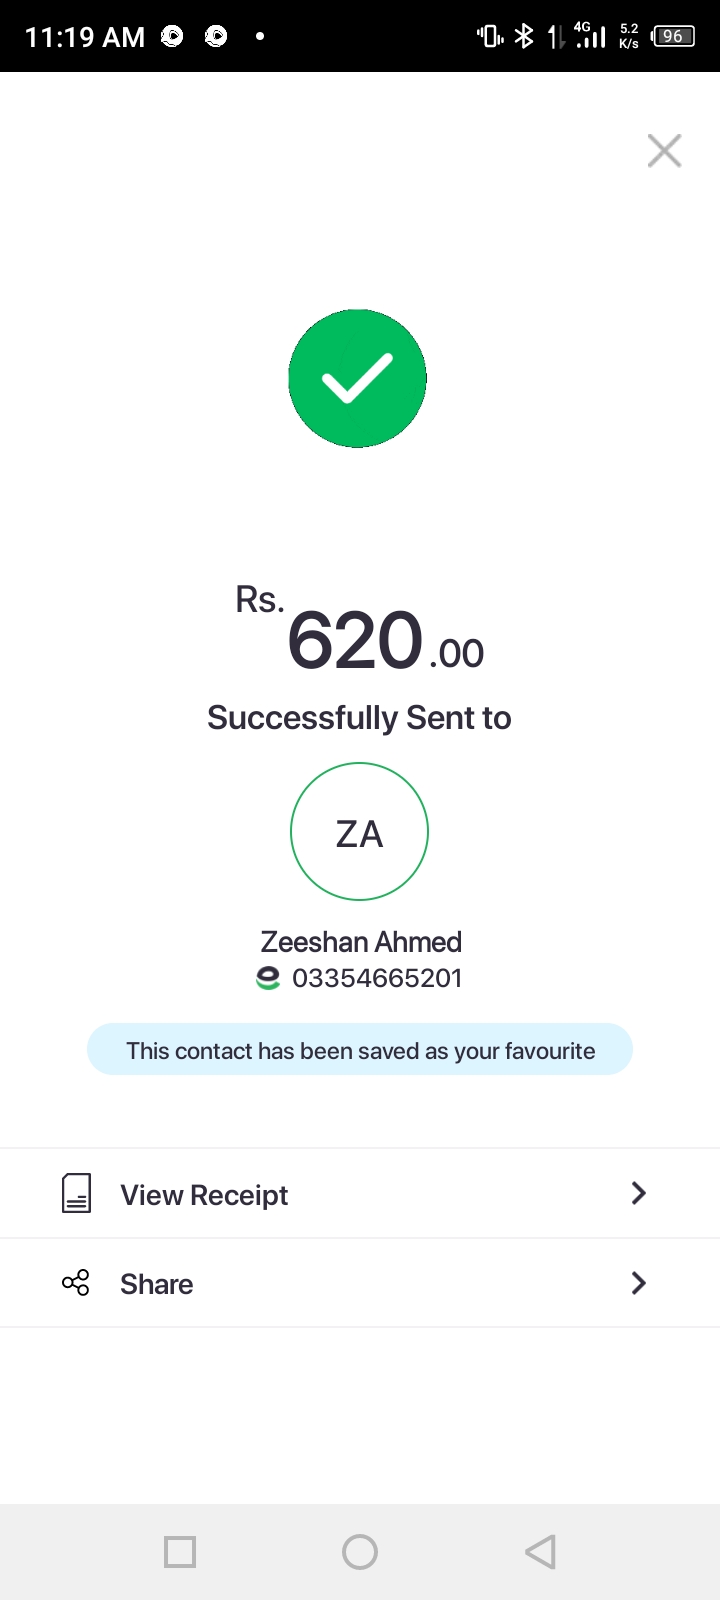 11:19 AM
4G
5.2
K/s
96
Rs. 620.00
Successfully Sent to
ZA
Zeeshan Ahmed
03354665201
This contact has been saved as your favourite
View Receipt
Share